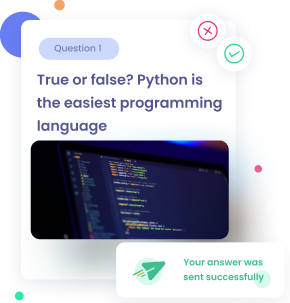 Question 1
True or false? Python is
the easiest programming
language
Your answer was
sent successfully